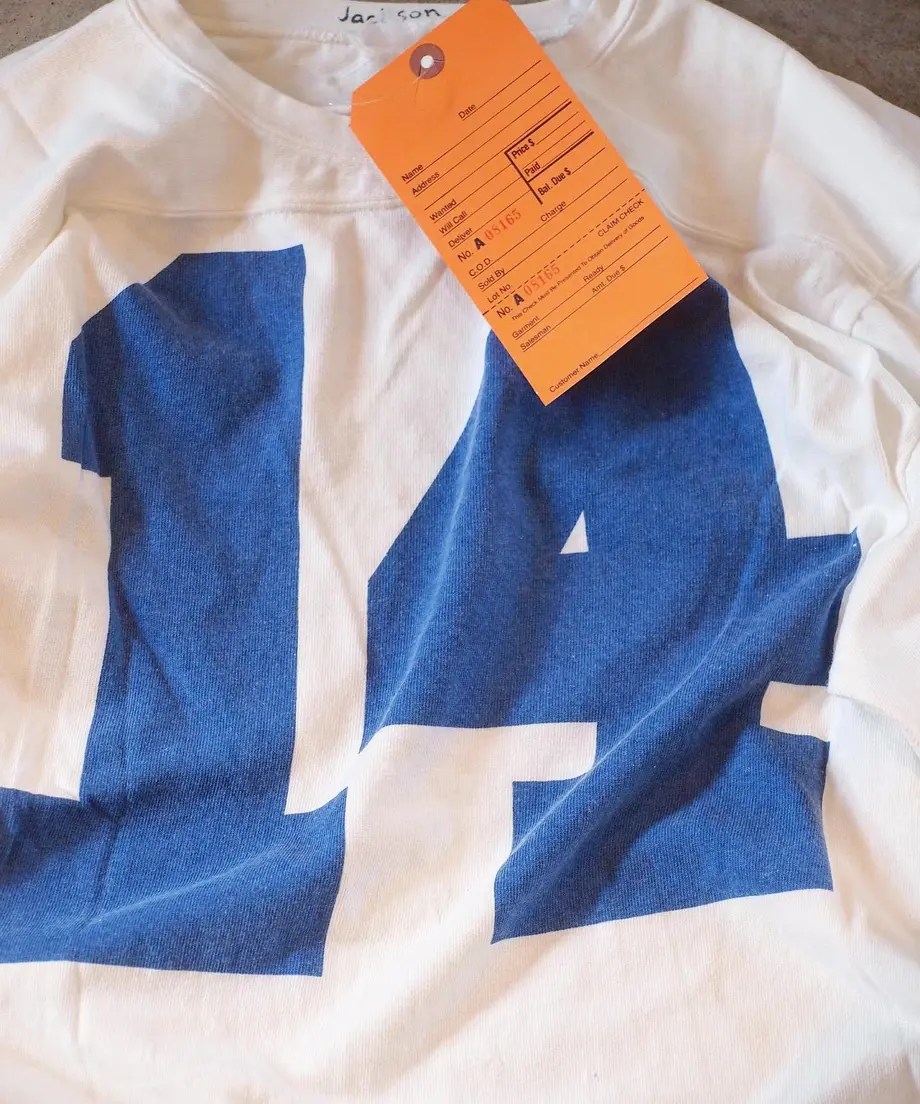 Jackson
Date
Name
Address
Price $
Paid
Bal. Due $
Wanted
Will Call
Deliver
Charge
No. A 08165
C.O.D
Sold By
Lot No.
CLAIM CHECK
No. A 08165
This Check Must Be Presented To Obtain Delivery of Goods
Garment
Ready
Salesman
Amt. Due $
Customer Name
14